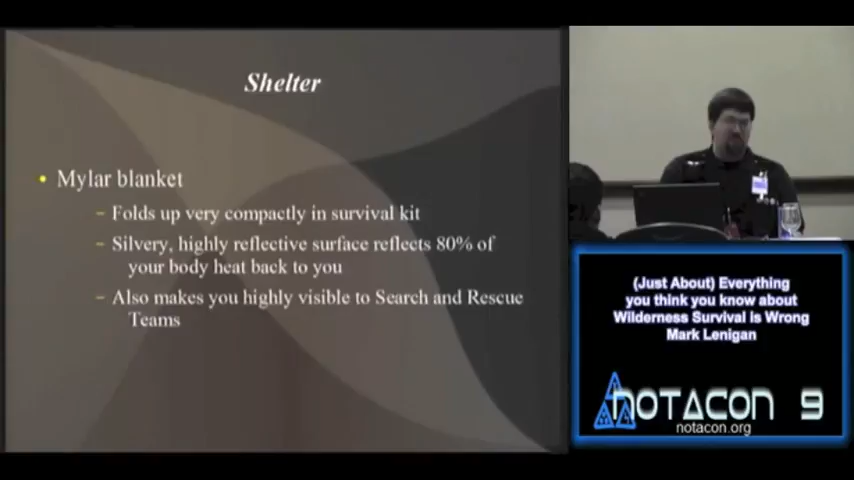 Shelter
• Mylar blanket
– Folds up very compactly in survival kit
– Silvery, highly reflective surface reflects 80% of
your body heat back to you
– Also makes you highly visible to Search and Rescue
Teams
(Just About) Everything
you think you know about
Wilderness Survival is Wrong
Mark Lenigan
NOTACON 9
notacon.org